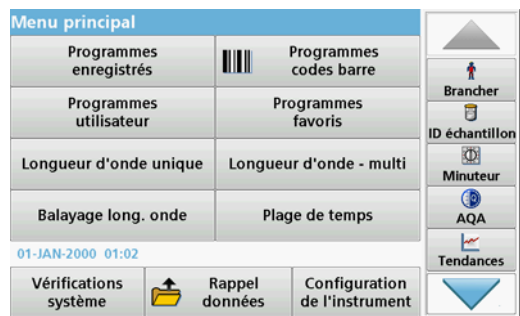 Menu principal
Programmes
enregistrés
Programmes
codes barre
Programmes
utilisateur
Programmes
favoris
Longueur d'onde unique
Longueur d'onde - multi
Balayage long. onde
Plage de temps
01-JAN-2000 01:02
Vérifications
système
Rappel
données
Configuration
de l'instrument
Brancher
ID échantillon
Minuteur
AQA
Tendances